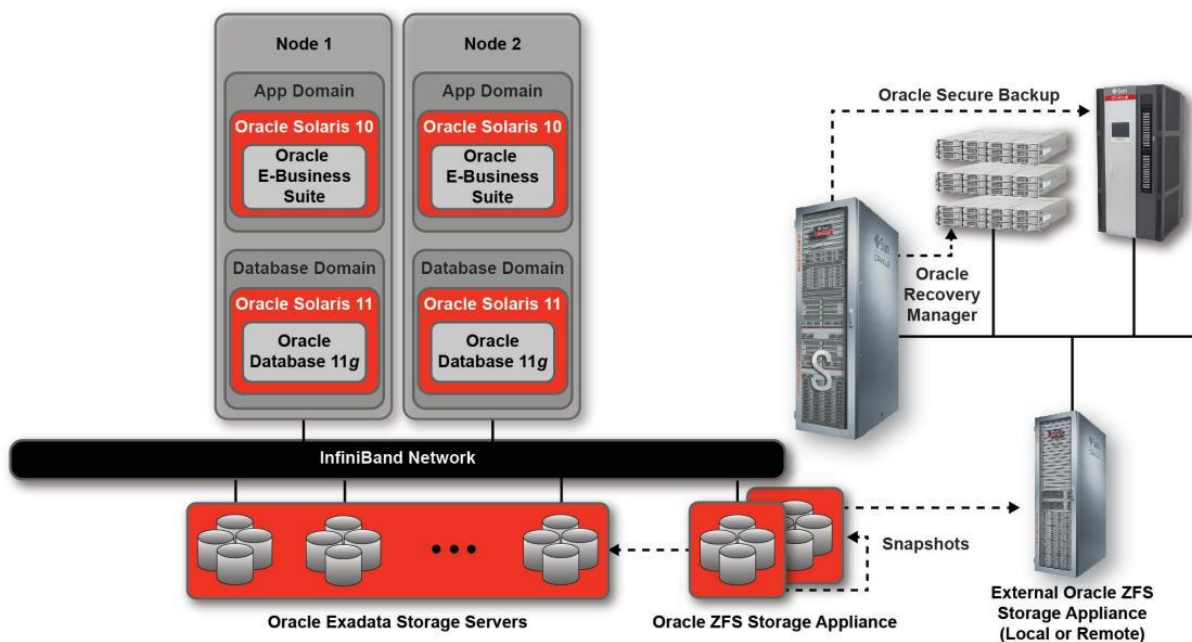 Node 1
App Domain
Oracle Solaris 10
Oracle
E-Business
Suite
Database Domain
Oracle Solaris 11
Oracle
Database 11g
Node 2
App Domain
Oracle Solaris 10
Oracle
E-Business
Suite
Database Domain
Oracle Solaris 11
Oracle
Database 11g
InfiniBand Network
Oracle Exadata Storage Servers
Oracle ZFS Storage Appliance
Snapshots
Oracle Secure Backup
Sun
ORACLE
Oracle
Recovery
Manager
External Oracle ZFS
Storage Appliance
(Local or Remote)